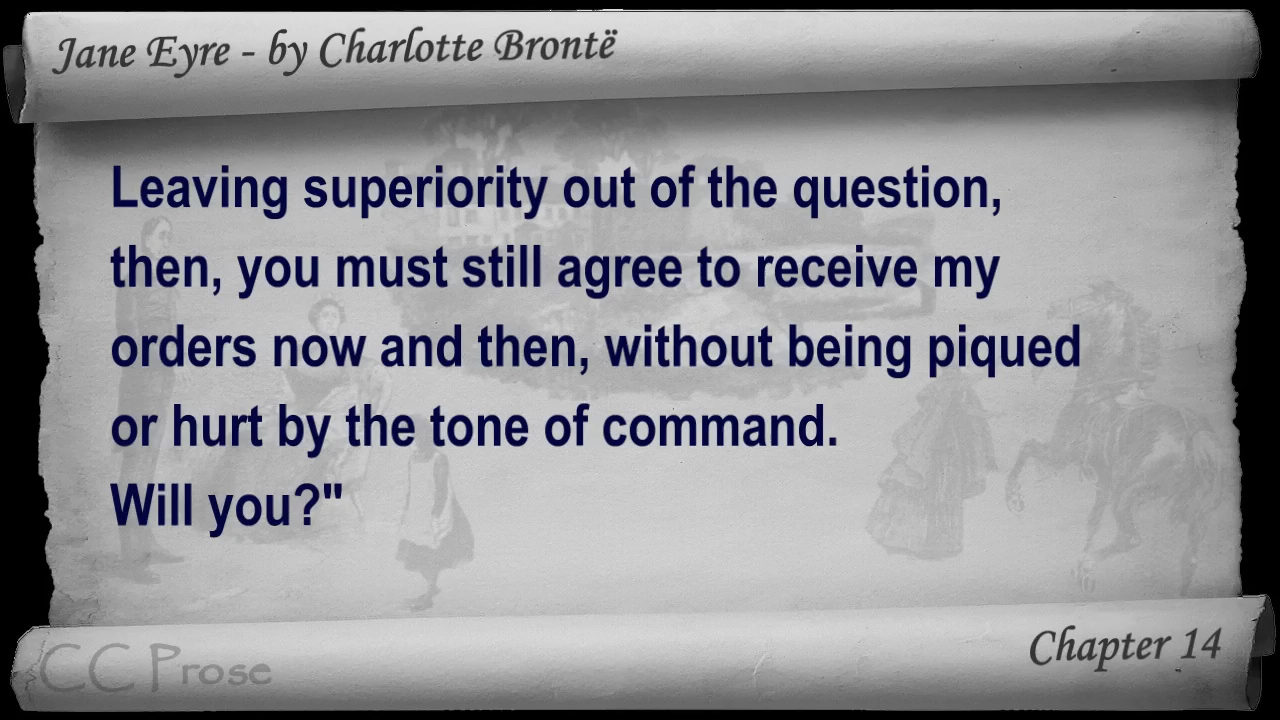 Jane Eyre - by Charlotte Brontë
Leaving superiority out of the question,
then, you must still agree to receive my
orders now and then, without being piqued
or hurt by the tone of command.
Will you?"
CC Prose
Chapter 14